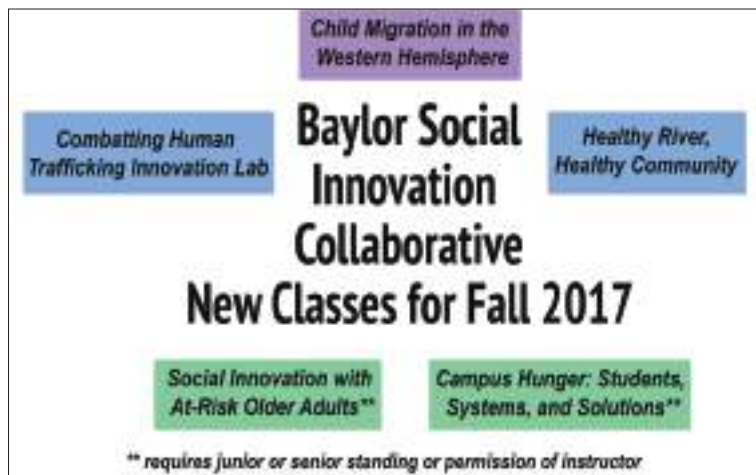 Child Migration in the
Western Hemisphere
Combatting Human
Trafficking Innovation Lab
Baylor Social
Innovation
Collaborative
New Classes for Fall 2017
Healthy River,
Healthy Community
Social Innovation with
At-Risk Older Adults**
Campus Hunger: Students,
Systems, and Solutions**
** requires junior or senior standing or permission of instructor